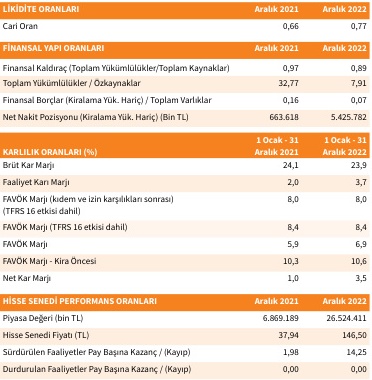 LİKİDİTE ORANLARI Aralık 2021 Aralık 2022
Cari Oran 0,66 0,77
FİNANSAL YAPI ORANLARI Aralık 2021 Aralık 2022
Finansal Kaldıraç (Toplam Yükümlülükler/Toplam Kaynaklar) 0,97 0,89
Toplam Yükümlülükler / Özkaynaklar 32,77 7,91
Finansal Borçlar (Kiralama Yük. Hariç) / Toplam Varlıklar 0,16 0,07
Net Nakit Pozisyonu (Kiralama Yük. Hariç) (Bin TL) 663.618 5.425.782
1 Ocak - 31 1 Ocak - 31
KARLILIK ORANLARI (%) Aralık 2021 Aralık 2022
Brüt Kar Marjı 24,1 23,9
Faaliyet Karı Marjı 2,0 3,7
FAVÖK Marjı (kıdem ve izin karşılıkları sonrası) 8,0 8,0
(TFRS 16 etkisi dahil)
FAVÖK Marjı (TFRS 16 etkisi dahil) 8,4 8,4
FAVÖK Marjı 5,9 6,9
FAVÖK Marjı - Kira Öncesi 10,3 10,6
Net Kar Marjı 1,0 3,5
HİSSE SENEDİ PERFORMANS ORANLARI Aralık 2021 Aralık 2022
Piyasa Değeri (bin TL) 6.869.189 26.524.411
Hisse Senedi Fiyatı (TL) 37,94 146,50
Sürdürülen Faaliyetler Pay Başına Kazanç / (Kayıp) 1,98 14,25
Durdurulan Faaliyetler Pay Başına Kazanç / (Kayıp) 0,00 0,00